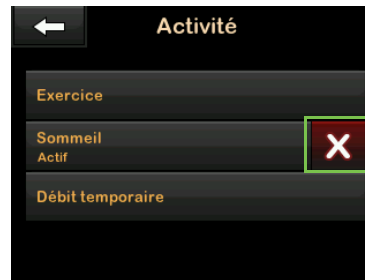 Activité
Exercice
Sommeil
Actif
Débit temporaire